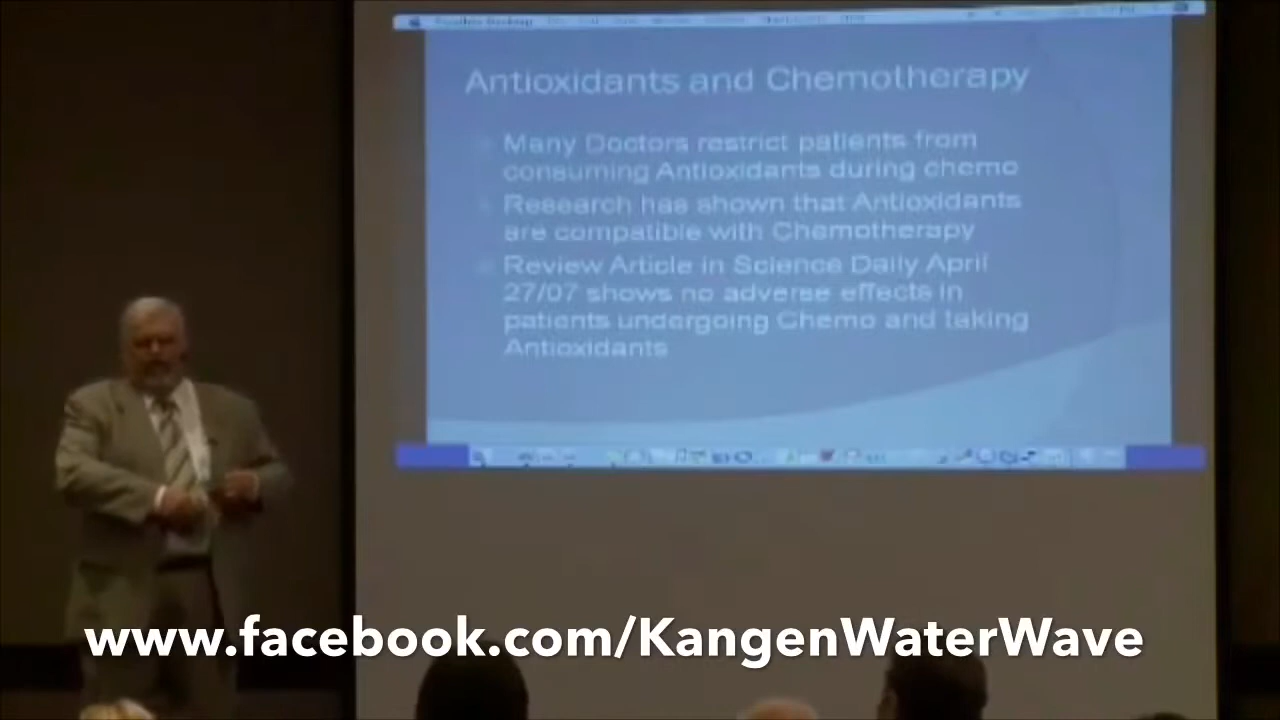 Antioxidants and Chemotherapy
Many Doctors restrict patients from
consuming Antioxidants during chemo
Research has shown that Antioxidants
are compatible with Chemotherapy
Review Article in Science Daily April
27/07 shows no adverse effects in
patients undergoing Chemo and taking
Antioxidants
www.facebook.com/KangenWaterWave